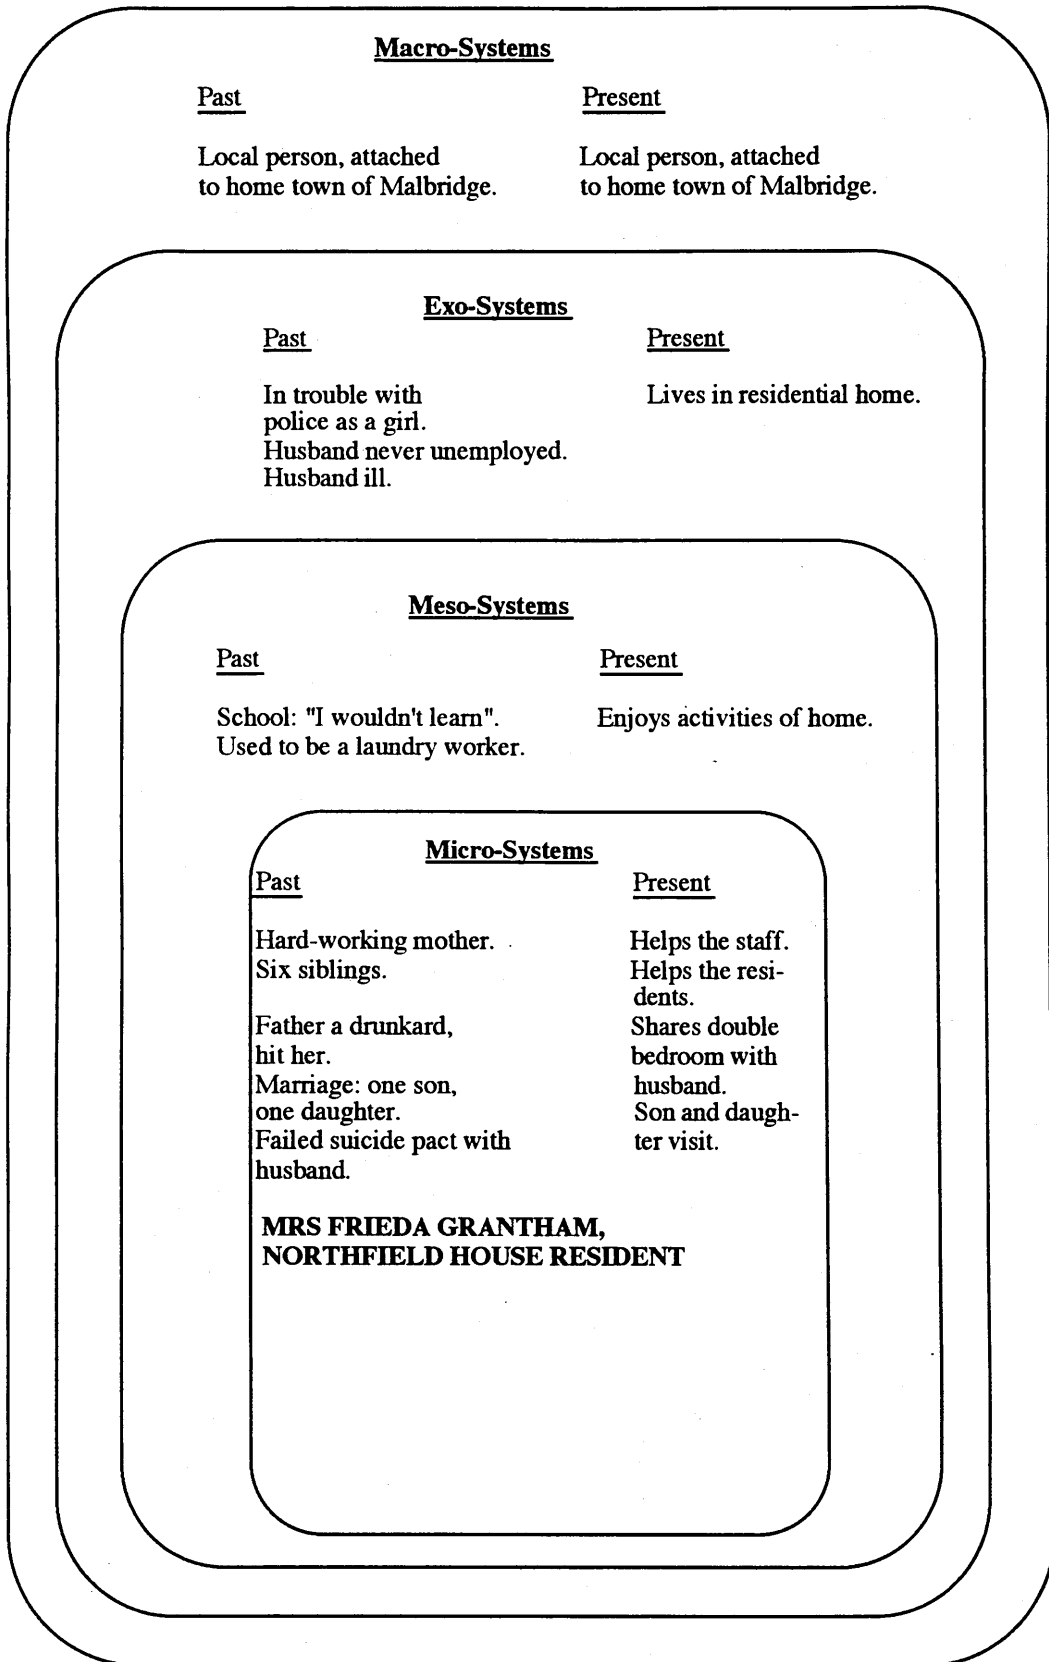 Macro-Systems
Past
Present
Local person, attached
to home town of Malbridge.
Local person, attached
to home town of Malbridge.
Exo-Systems
Past
Present
In trouble with
police as a girl.
Husband never unemployed.
Husband ill.
Lives in residential home.
Meso-Systems
Past
Present
School: "I wouldn't learn".
Used to be a laundry worker.
Enjoys activities of home.
Micro-Systems
Past
Present
Hard-working mother.
Six siblings.
Father a drunkard,
hit her.
Marriage: one son,
one daughter.
Failed suicide pact with
husband.
Helps the staff.
Helps the resi-
dents.
Shares double
bedroom with
husband.
Son and daugh-
ter visit.
MRS FRIEDA GRANTHAM,
NORTHFIELD HOUSE RESIDENT